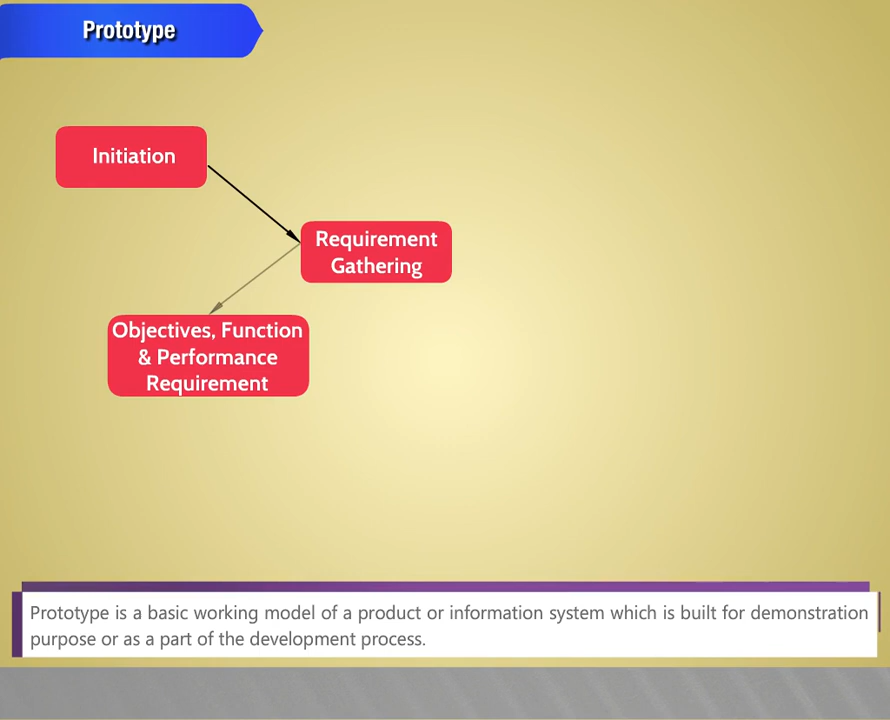 Prototype
Initiation
Requirement
Gathering
Objectives, Function
& Performance
Requirement
Prototype is a basic working model of a product or information system which is built for demonstration
purpose or as a part of the development process.